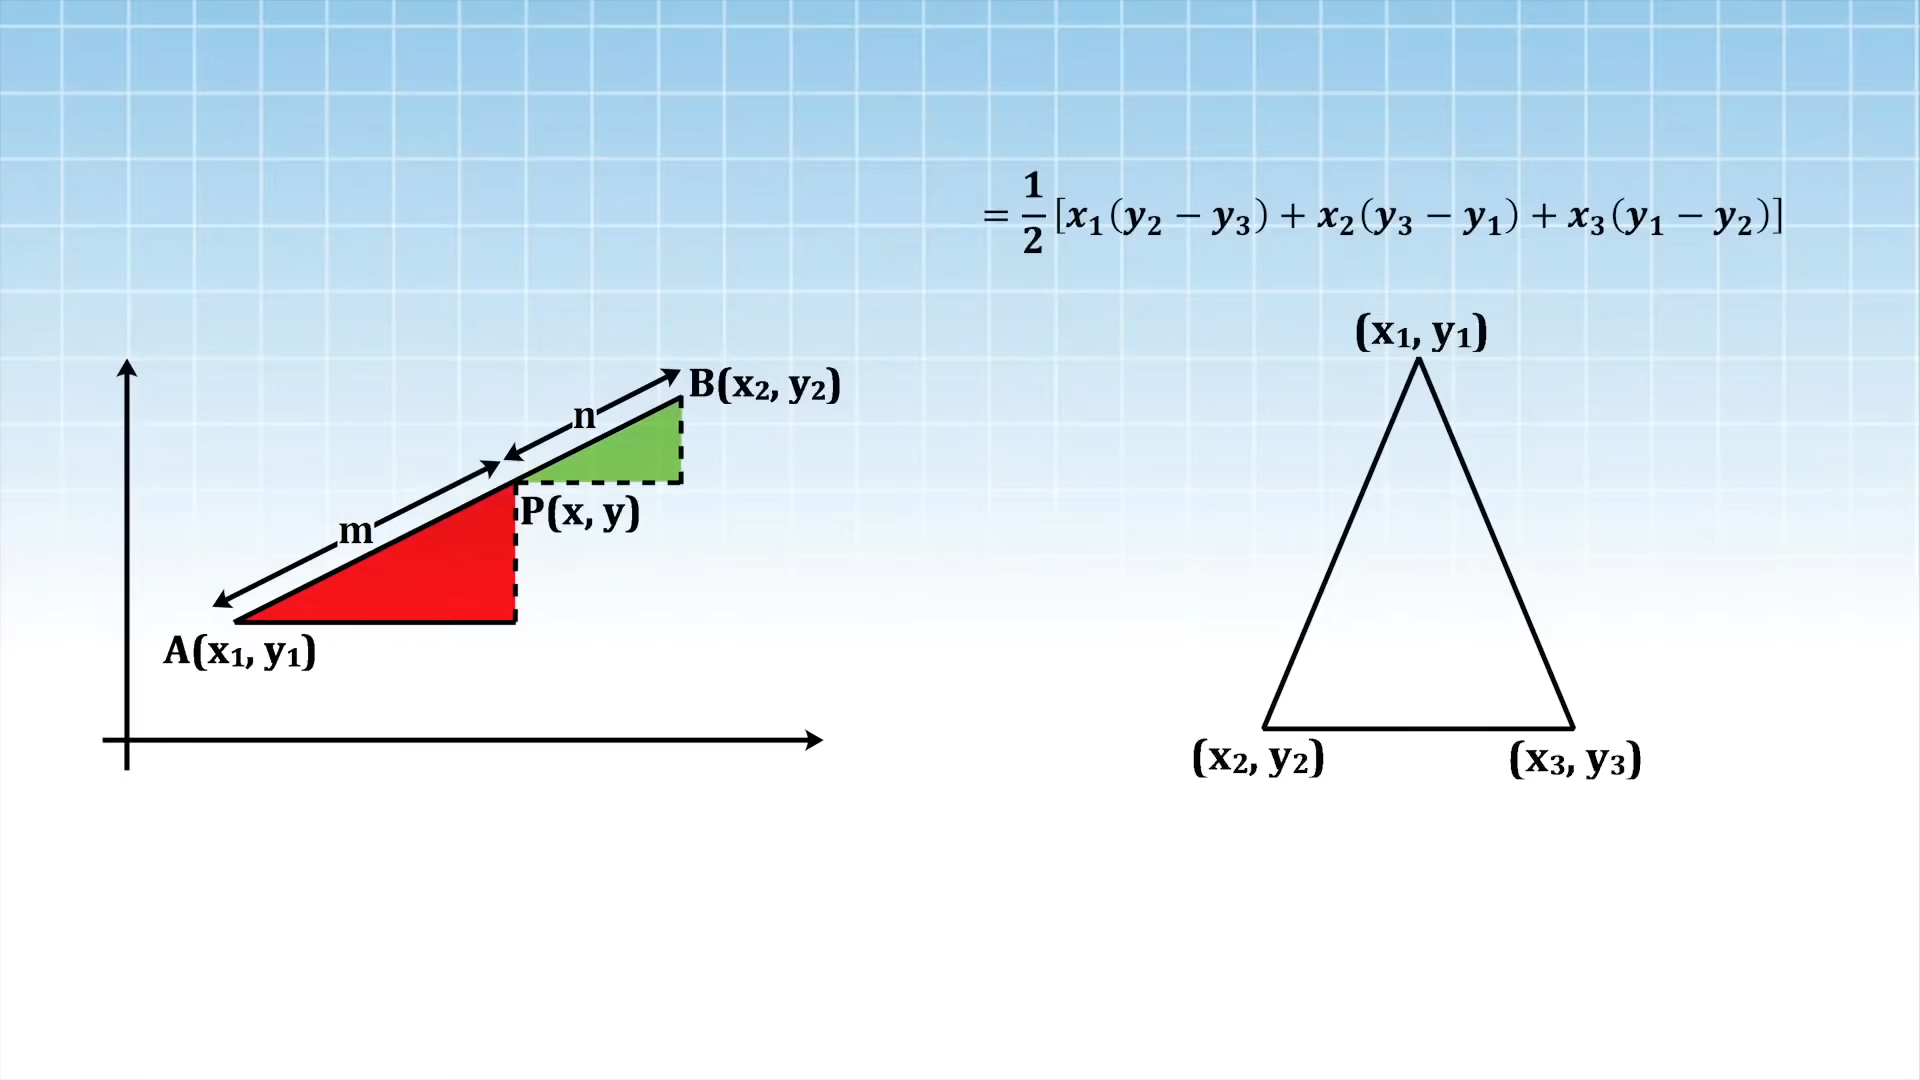 = 1/2 [x₁(y₂ − y₃) + x₂(y₃ − y₁) + x₃(y₁ − y₂)]
(x₁, y₁)
B(x₂, y₂)
n
P(x, y)
m
A(x₁, y₁)
(x₂, y₂)
(x₃, y₃)